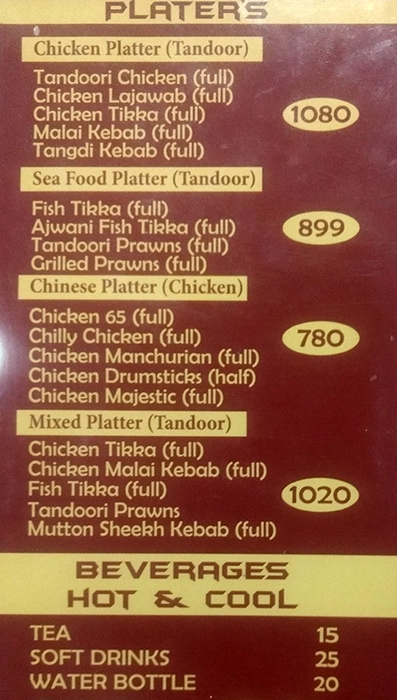 PLATER'S
Chicken Platter (Tandoor)
Tandoori Chicken (full)
Chicken Lajawab (full)
Chicken Tikka (full) 1080
Malai Kebab (full)
Tangdi Kebab (full)
Sea Food Platter (Tandoor)
Fish Tikka (full)
Ajwani Fish Tikka (full) 899
Tandoori Prawns (full)
Grilled Prawns (full)
Chinese Platter (Chicken)
Chicken 65 (full)
Chilly Chicken (full) 780
Chicken Manchurian (full)
Chicken Drumsticks (half)
Chicken Majestic (full)
Mixed Platter (Tandoor)
Chicken Tikka (full)
Chicken Malai Kebab (full)
Fish Tikka (full) 1020
Tandoori Prawns
Mutton Sheekh Kebab (full)
BEVERAGES
HOT & COOL
TEA 15
SOFT DRINKS 25
WATER BOTTLE 20